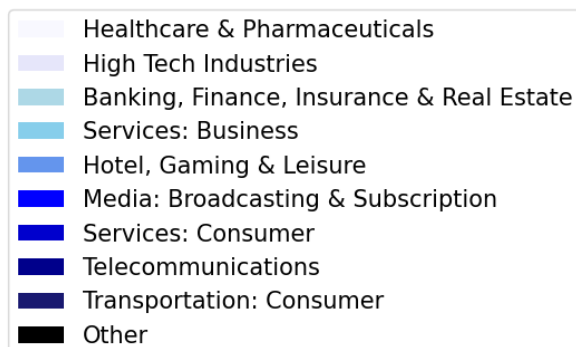 Healthcare & Pharmaceuticals
High Tech Industries
Banking, Finance, Insurance & Real Estate
Services: Business
Hotel, Gaming & Leisure
Media: Broadcasting & Subscription
Services: Consumer
Telecommunications
Transportation: Consumer
Other